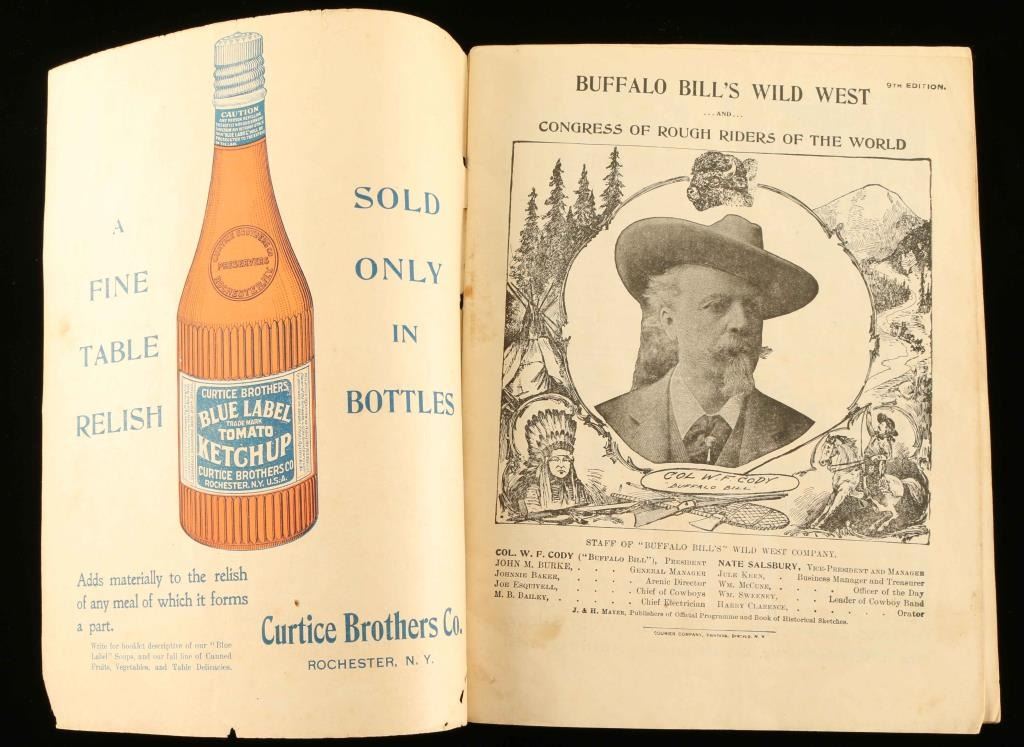 A
FINE
TABLE
RELISH
SOLD
ONLY
IN
BOTTLES
CAUTION
CURTICE BROTHERS CO.
PRESERVERS
ROCHESTER, N.Y.
CURTICE BROTHERS
BLUE LABEL
TRADE MARK
TOMATO
KETCHUP
CURTICE BROTHERS CO
ROCHESTER, N.Y. U.S.A.
Adds materially to the relish
of any meal of which it forms
a part.
Write for booklet descriptive of our "Blue
Label" Soups, and our full line of Canned
Fruits, Vegetables, and Table Delicacies.
Curtice Brothers Co.
ROCHESTER, N. Y.
9TH EDITION.
BUFFALO BILL'S WILD WEST
...AND...
CONGRESS OF ROUGH RIDERS OF THE WORLD
COL. W. F. CODY
"BUFFALO BILL"
STAFF OF "BUFFALO BILL'S" WILD WEST COMPANY.
COL. W. F. CODY ("BUFFALO BILL"), PRESIDENT
JOHN M. BURKE, . . . . GENERAL MANAGER
JOHNNIE BAKER, . . . . Arenic Director
JOE ESQUIVELL, . . . . Chief of Cowboys
M. B. BAILEY, . . . . Chief Electrician
NATE SALSBURY, VICE-PRESIDENT AND MANAGER
JULE KEEN, . Business Manager and Treasurer
WM. MCCUNE, . . . . Officer of the Day
WM. SWEENEY, . . Leader of Cowboy Band
HARRY CLARENCE, . . . . . . Orator
J. & H. MAYER, Publishers of Official Programme and Book of Historical Sketches.
COURIER COMPANY, PRINTERS, BUFFALO, N. Y.